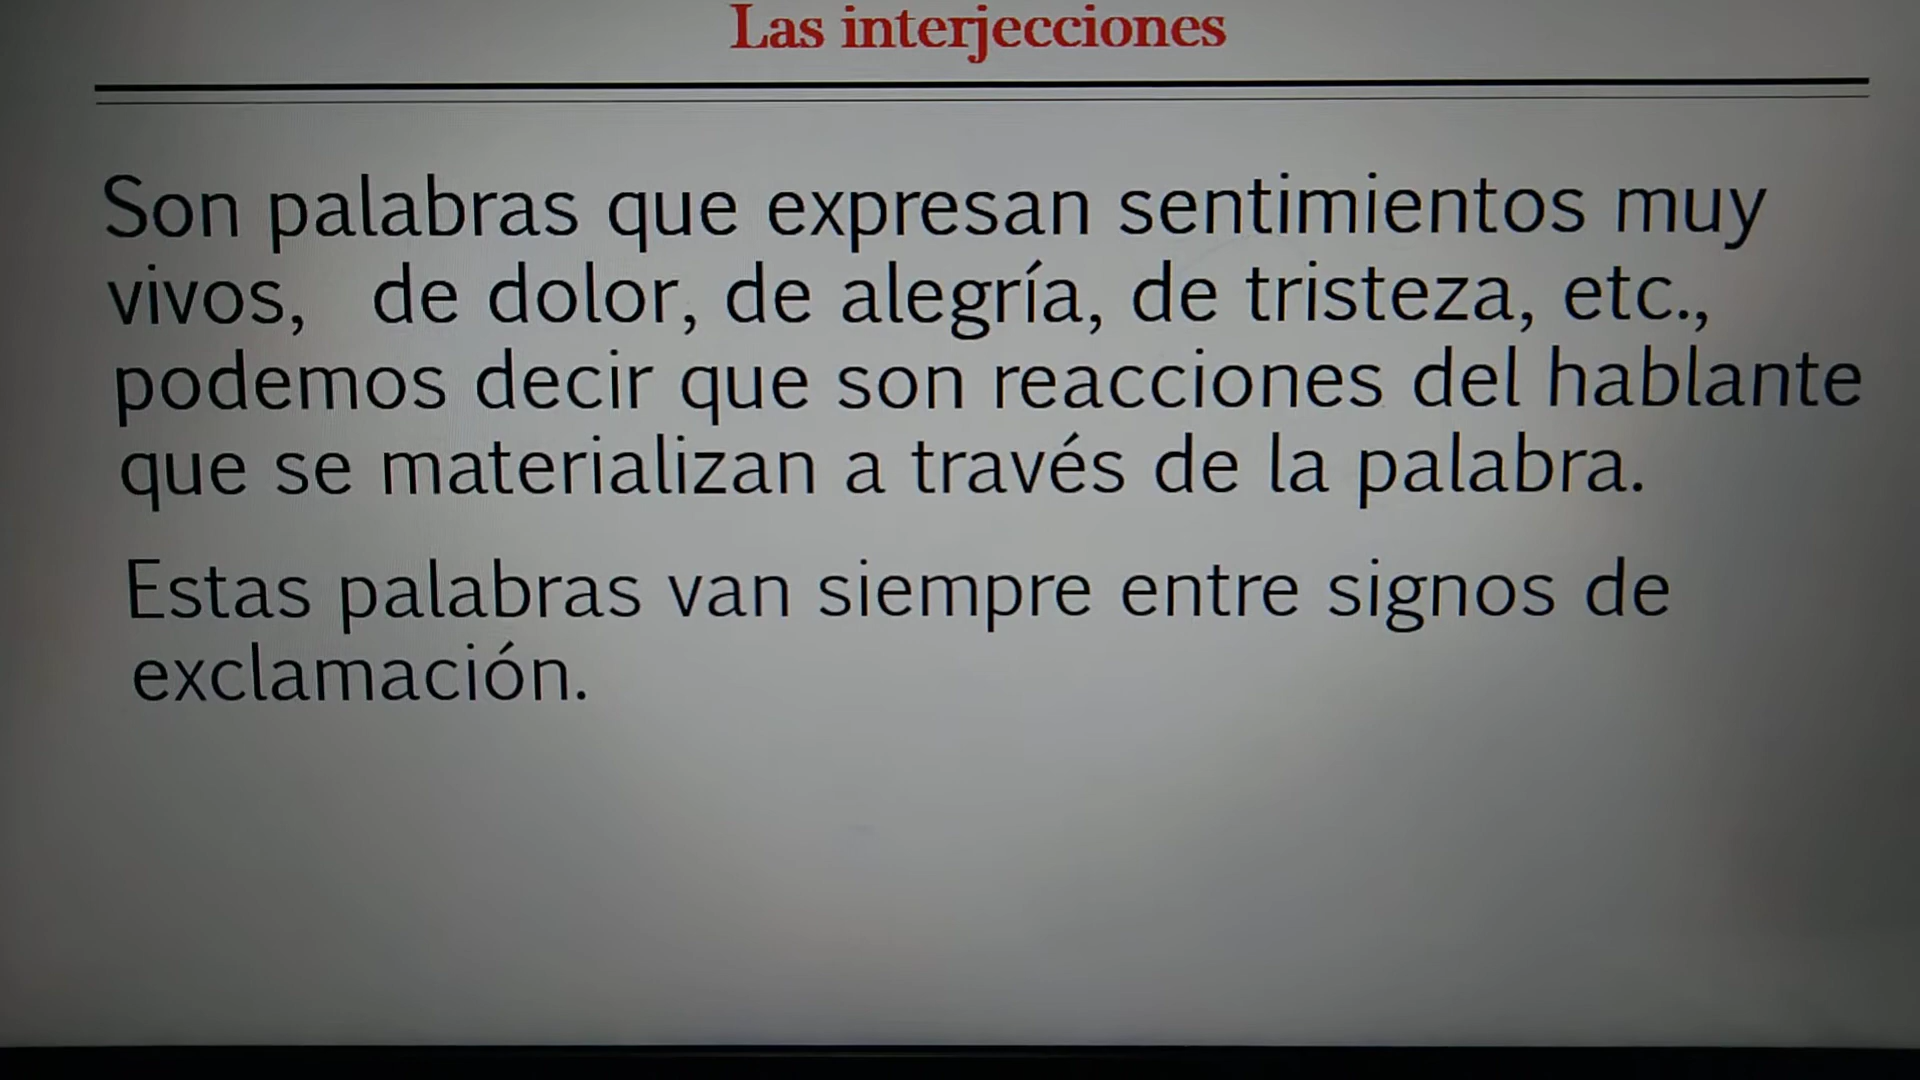 Las interjecciones
Son palabras que expresan sentimientos muy
vivos, de dolor, de alegría, de tristeza, etc.,
podemos decir que son reacciones del hablante
que se materializan a través de la palabra.
Estas palabras van siempre entre signos de
exclamación.